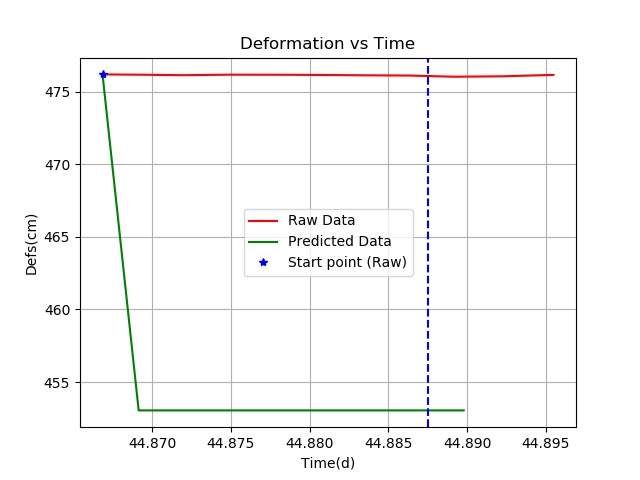 Deformation vs Time
Defs(cm)
475
470
465
460
455
Raw Data
Predicted Data
Start point (Raw)
44.870 44.875 44.880 44.885 44.890 44.895
Time(d)